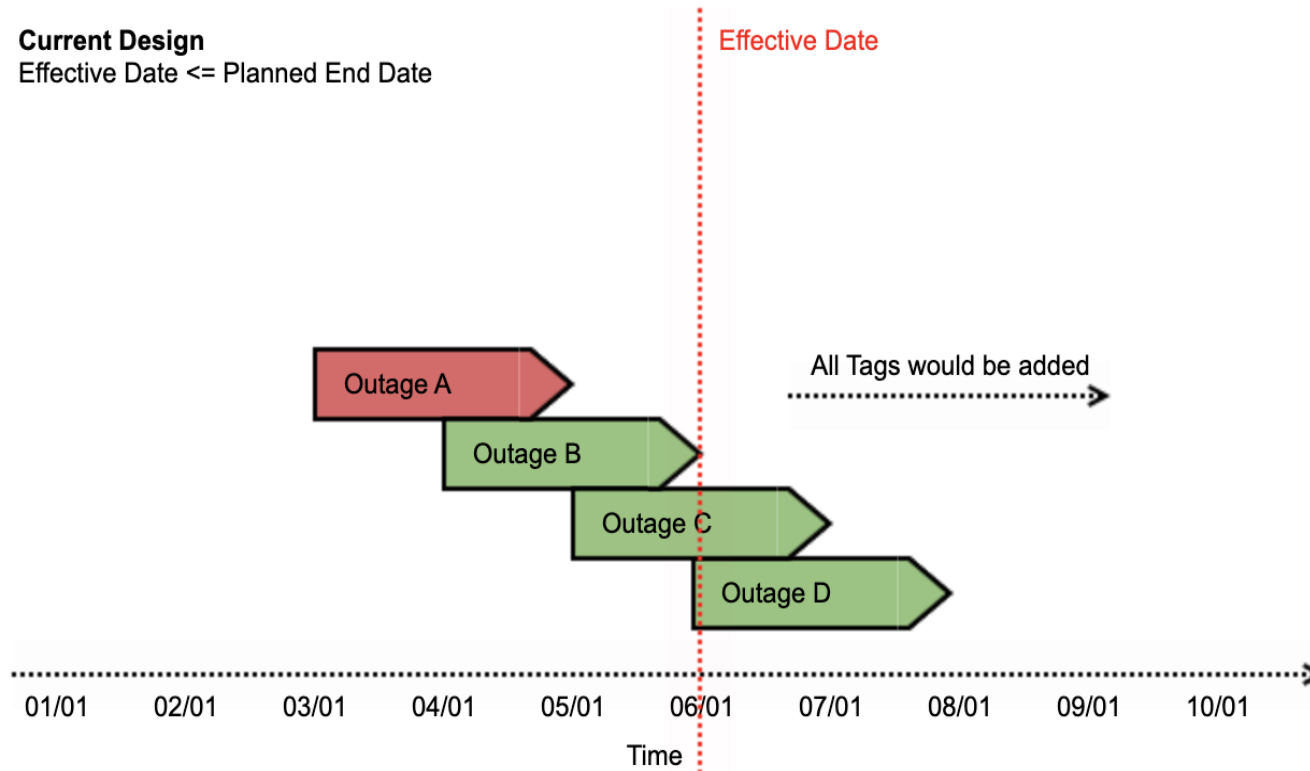 Current Design
Effective Date <= Planned End Date
Effective Date
All Tags would be added
Outage A
Outage B
Outage C
Outage D
01/01 02/01 03/01 04/01 05/01 06/01 07/01 08/01 09/01 10/01
Time